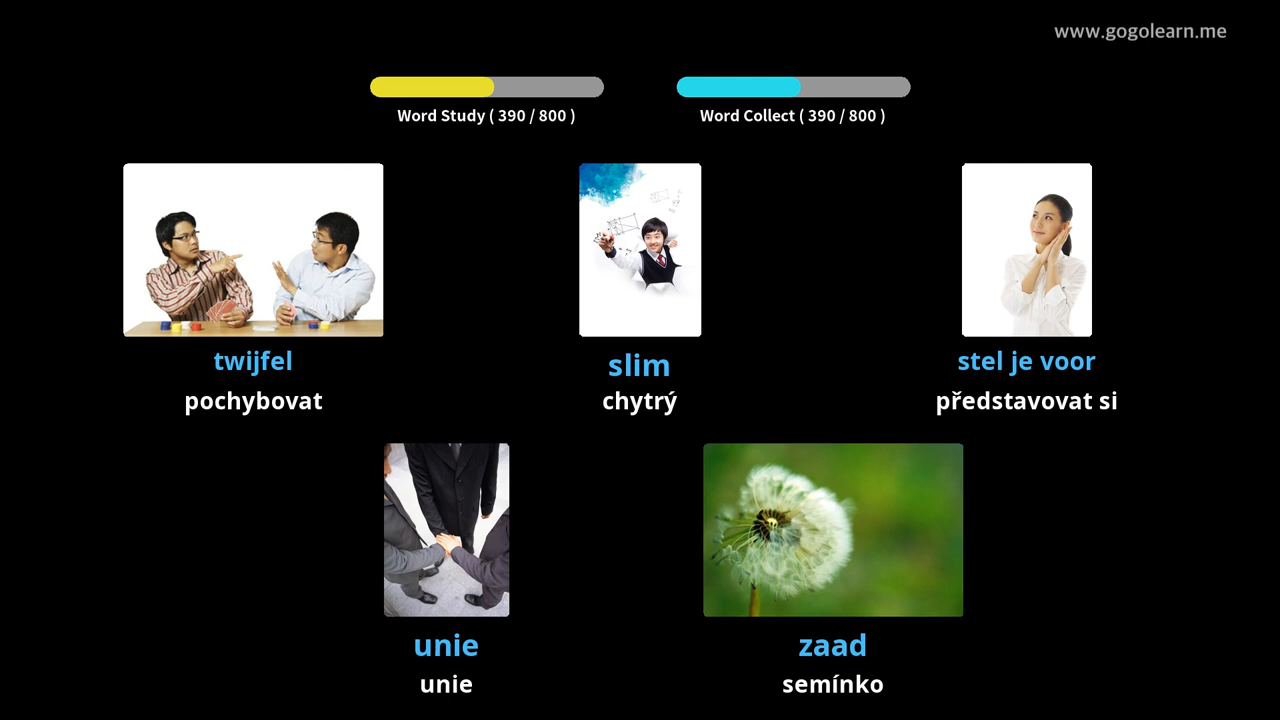 www.gogolearn.me
Word Study ( 390 / 800 )
Word Collect ( 390 / 800 )
twijfel
pochybovat
slim
chytrý
stel je voor
představovat si
unie
unie
zaad
semínko